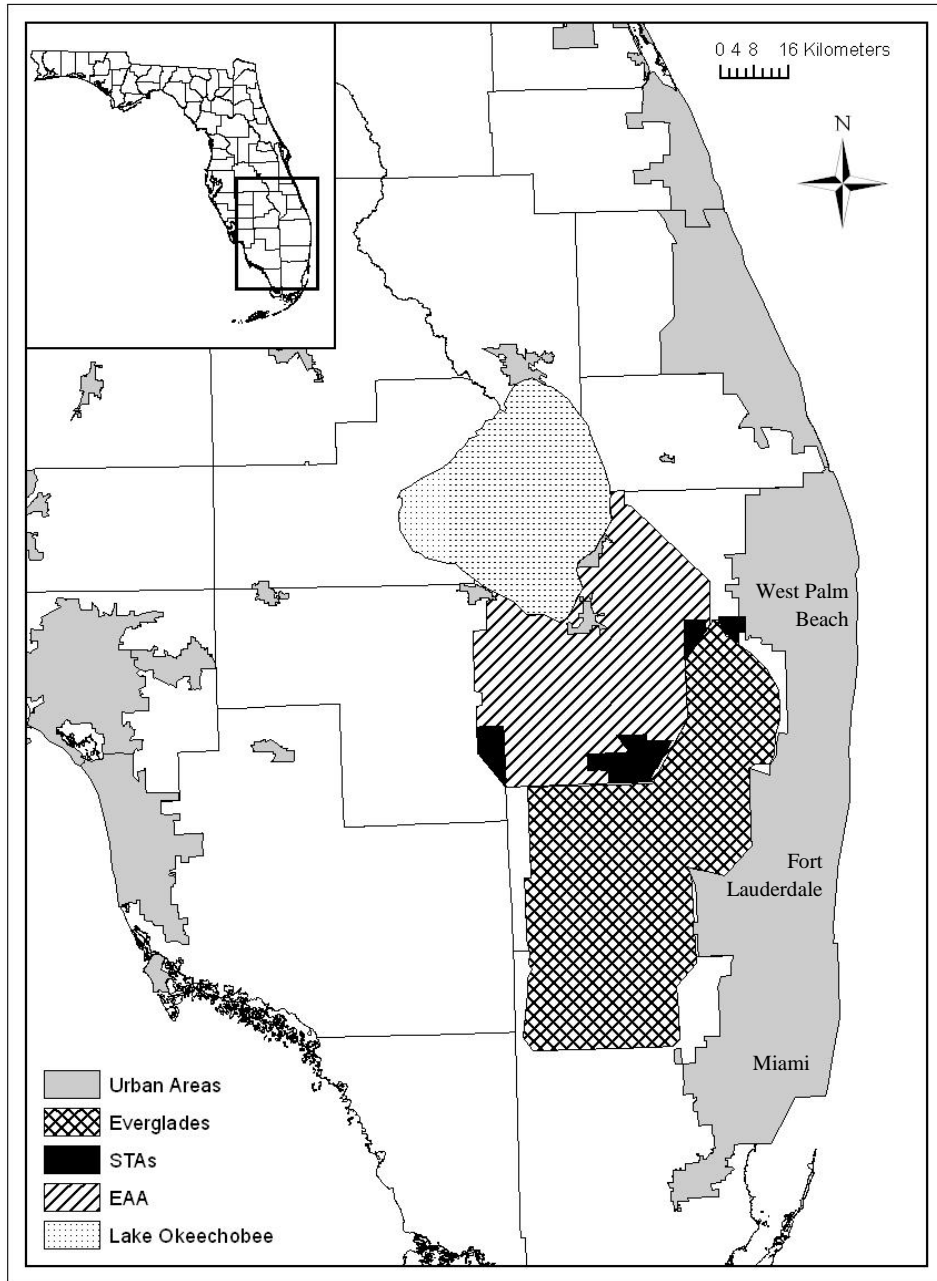 0 4 8 16 Kilometers
N
West Palm
Beach
Fort
Lauderdale
Miami
Urban Areas
Everglades
STAs
EAA
Lake Okeechobee